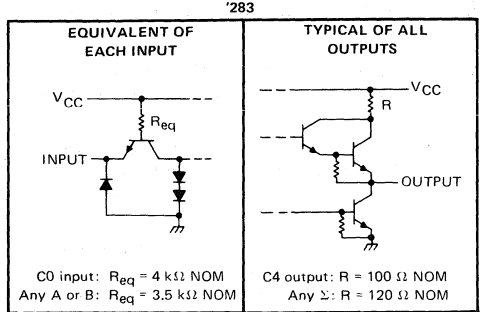 '283
EQUIVALENT OF
EACH INPUT
VCC
Req
INPUT
C0 input: Req = 4 kΩ NOM
Any A or B: Req = 3.5 kΩ NOM
TYPICAL OF ALL
OUTPUTS
VCC
R
OUTPUT
C4 output: R = 100 Ω NOM
Any Σ: R = 120 Ω NOM